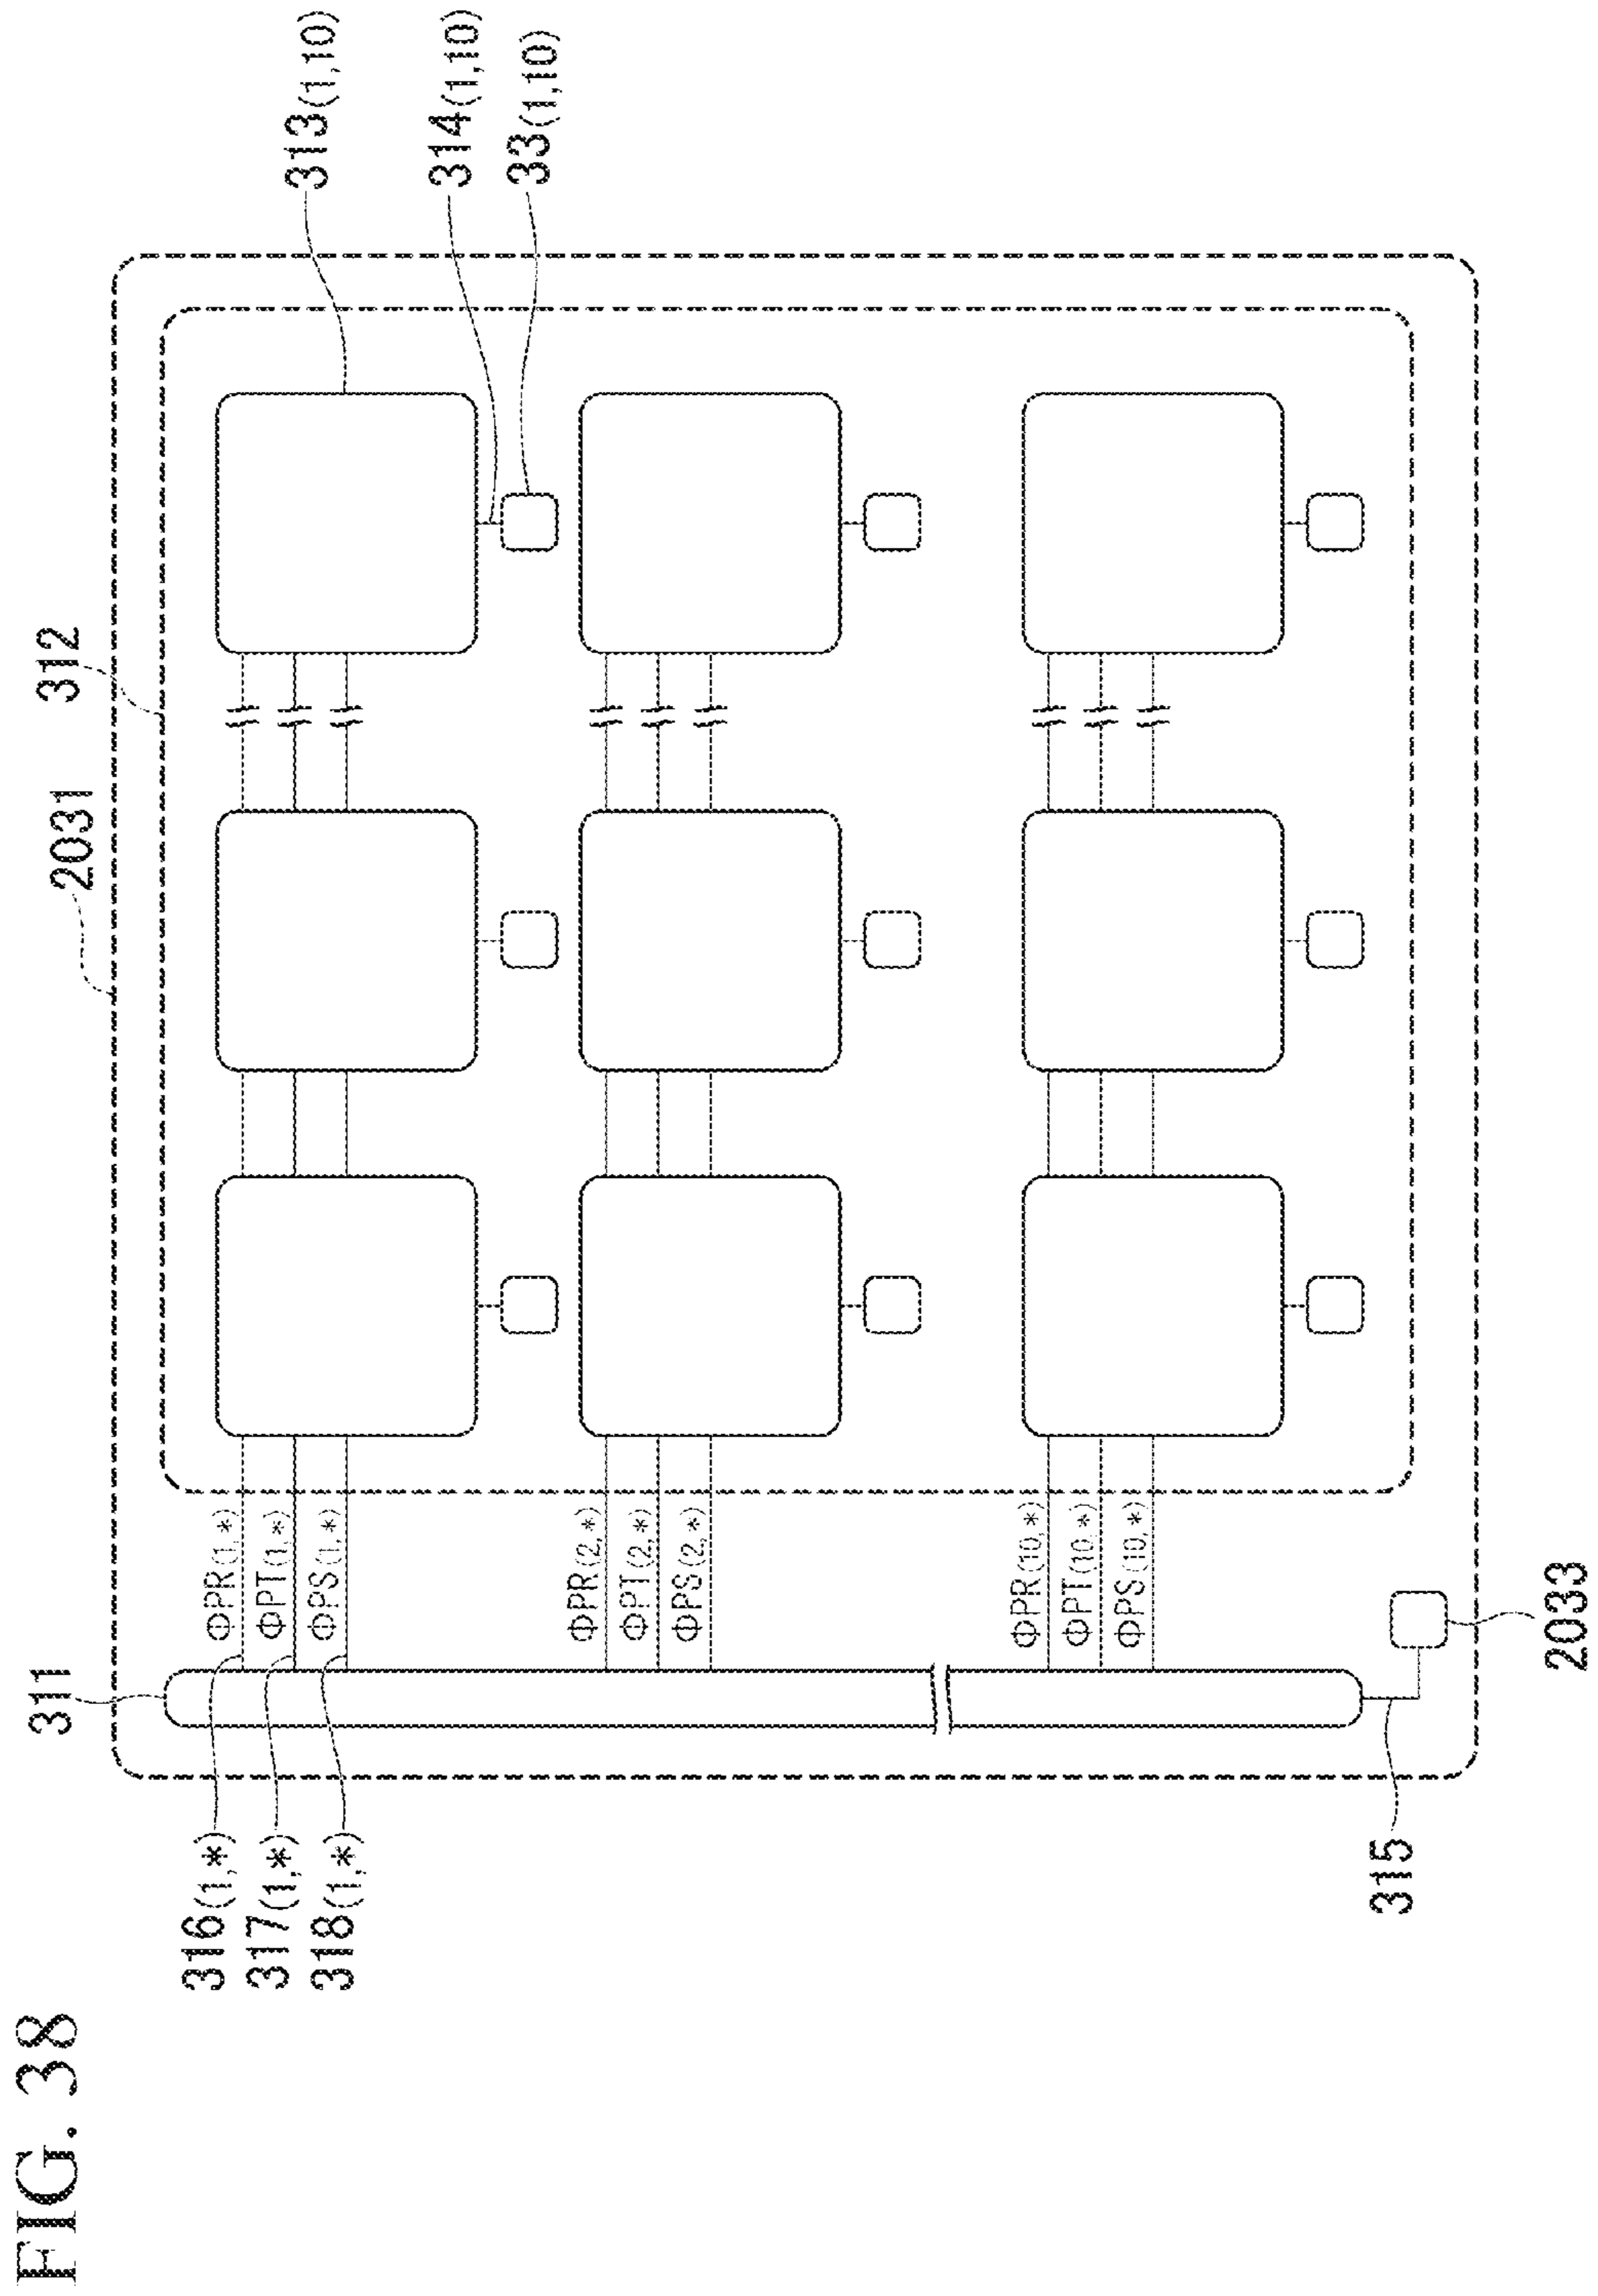 FIG. 38
316(1,*)
317(1,*)
318(1,*)
311
2031
312
313(1,10)
314(1,10)
33(1,10)
ΦPR(1,*)
ΦPT(1,*)
ΦPS(1,*)
ΦPR(2,*)
ΦPT(2,*)
ΦPS(2,*)
ΦPR(10,*)
ΦPT(10,*)
ΦPS(10,*)
315
2033